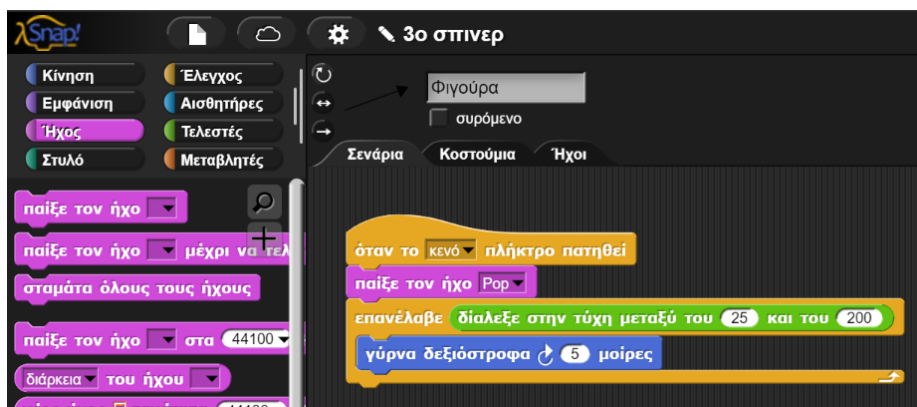 λSnap!
3ο σπινερ
Κίνηση
Έλεγχος
Εμφάνιση
Αισθητήρες
Ήχος
Τελεστές
Στυλό
Μεταβλητές
Φιγούρα
συρόμενο
Σενάρια Κοστούμια Ήχοι
παίξε τον ήχο
παίξε τον ήχο μέχρι να τελ
σταμάτα όλους τους ήχους
παίξε τον ήχο στα 44100
διάρκεια του ήχου
όταν το κενό πλήκτρο πατηθεί
παίξε τον ήχο Pop
επανέλαβε δίαλεξε στην τύχη μεταξύ του 25 και του 200
γύρνα δεξιόστροφα 5 μοίρες